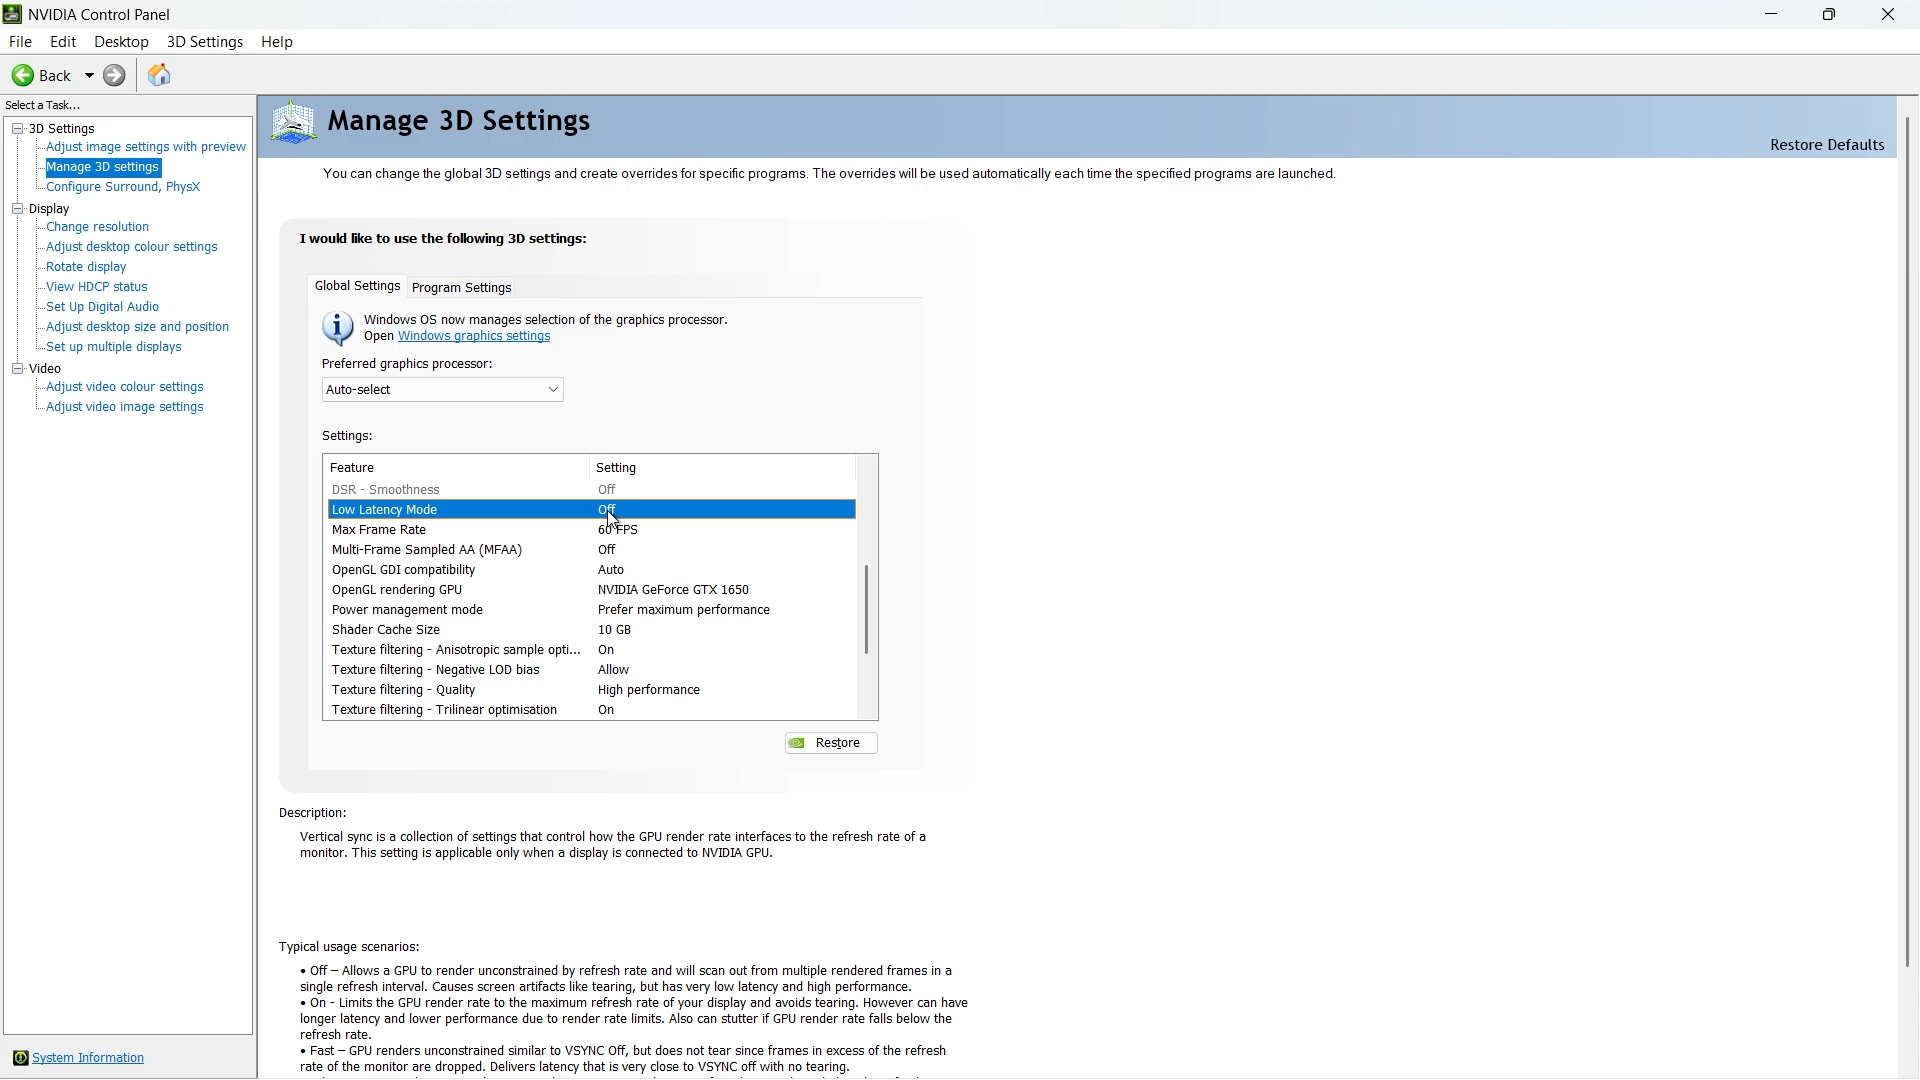 NVIDIA Control Panel
File Edit Desktop 3D Settings Help
Back
Select a Task...
3D Settings
Adjust image settings with preview
Manage 3D settings
Configure Surround, PhysX
Display
Change resolution
Adjust desktop colour settings
Rotate display
View HDCP status
Set Up Digital Audio
Adjust desktop size and position
Set up multiple displays
Video
Adjust video colour settings
Adjust video image settings
System Information
Manage 3D Settings
Restore Defaults
You can change the global 3D settings and create overrides for specific programs. The overrides will be used automatically each time the specified programs are launched.
I would like to use the following 3D settings:
Global Settings Program Settings
Windows OS now manages selection of the graphics processor.
Open Windows graphics settings
Preferred graphics processor:
Auto-select
Settings:
Feature Setting
DSR - Smoothness Off
Low Latency Mode Off
Max Frame Rate 60 FPS
Multi-Frame Sampled AA (MFAA) Off
OpenGL GDI compatibility Auto
OpenGL rendering GPU NVIDIA GeForce GTX 1650
Power management mode Prefer maximum performance
Shader Cache Size 10 GB
Texture filtering - Anisotropic sample opti... On
Texture filtering - Negative LOD bias Allow
Texture filtering - Quality High performance
Texture filtering - Trilinear optimisation On
Restore
Description:
Vertical sync is a collection of settings that control how the GPU render rate interfaces to the refresh rate of a
monitor. This setting is applicable only when a display is connected to NVIDIA GPU.
Typical usage scenarios:
• Off – Allows a GPU to render unconstrained by refresh rate and will scan out from multiple rendered frames in a
single refresh interval. Causes screen artifacts like tearing, but has very low latency and high performance.
• On - Limits the GPU render rate to the maximum refresh rate of your display and avoids tearing. However can have
longer latency and lower performance due to render rate limits. Also can stutter if GPU render rate falls below the
refresh rate.
• Fast – GPU renders unconstrained similar to VSYNC Off, but does not tear since frames in excess of the refresh
rate of the monitor are dropped. Delivers latency that is very close to VSYNC off with no tearing.